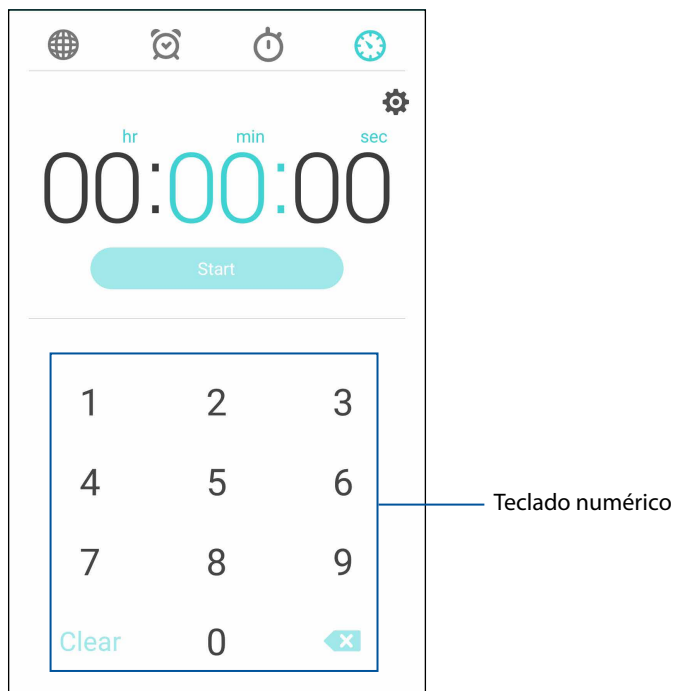 hr min sec
00:00:00
Start
1 2 3
4 5 6
Teclado numérico
7 8 9
Clear 0